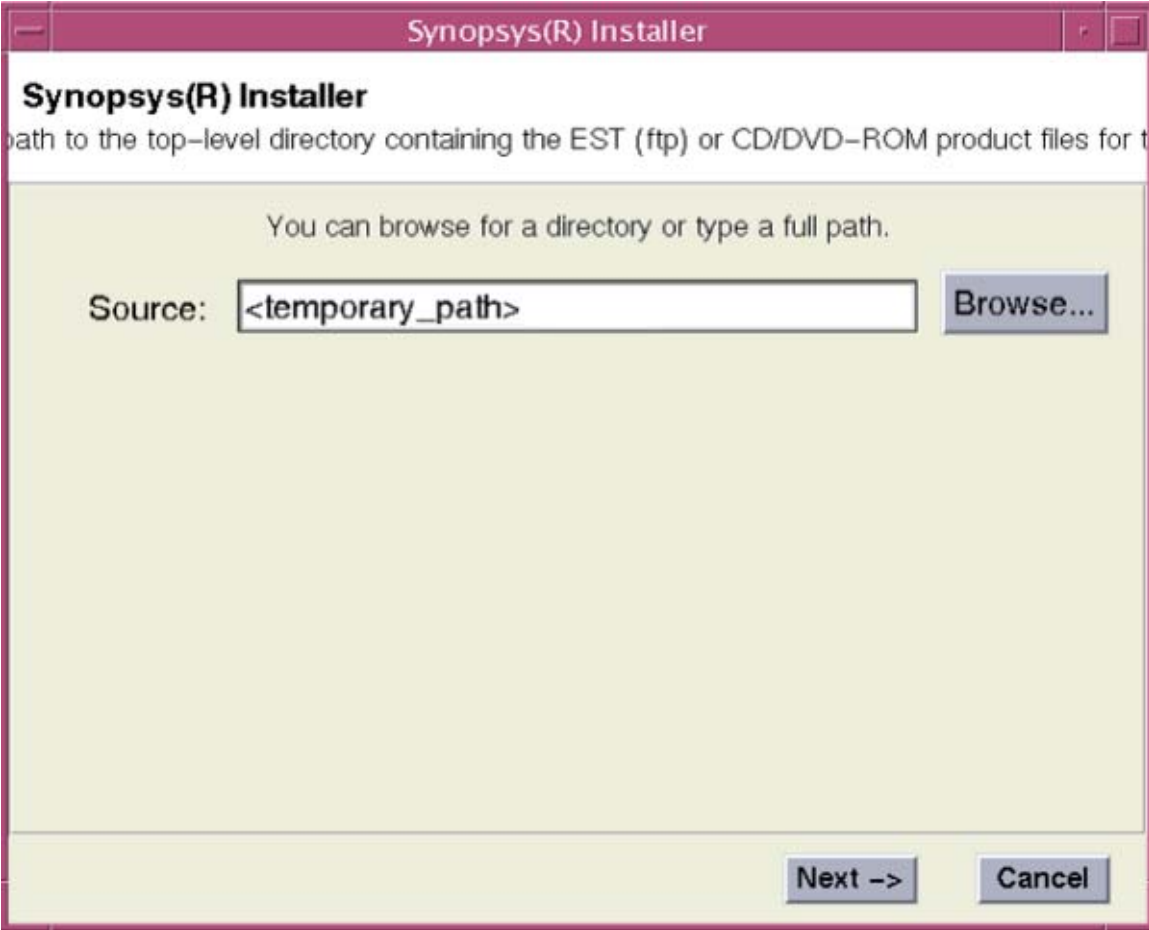 Synopsys(R) Installer
Synopsys(R) Installer
path to the top-level directory containing the EST (ftp) or CD/DVD-ROM product files for t
You can browse for a directory or type a full path.
Source: <temporary_path> Browse...
Next -> Cancel